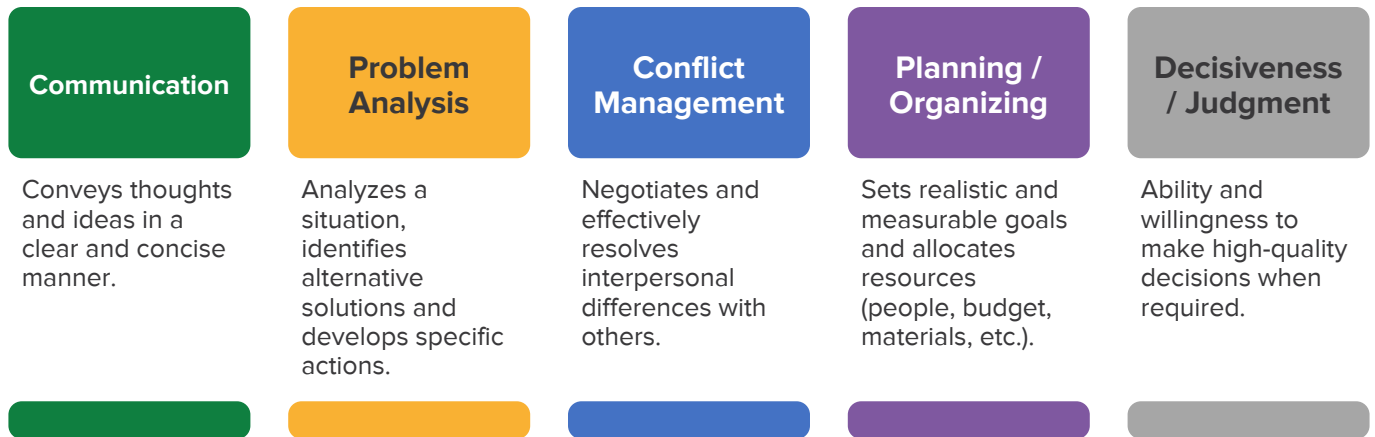 Communication
Problem
Analysis
Conflict
Management
Planning /
Organizing
Decisiveness
/ Judgment
Conveys thoughts
and ideas in a
clear and concise
manner.
Analyzes a
situation,
identifies
alternative
solutions and
develops specific
actions.
Negotiates and
effectively
resolves
interpersonal
differences with
others.
Sets realistic and
measurable goals
and allocates
resources
(people, budget,
materials, etc.).
Ability and
willingness to
make high-quality
decisions when
required.